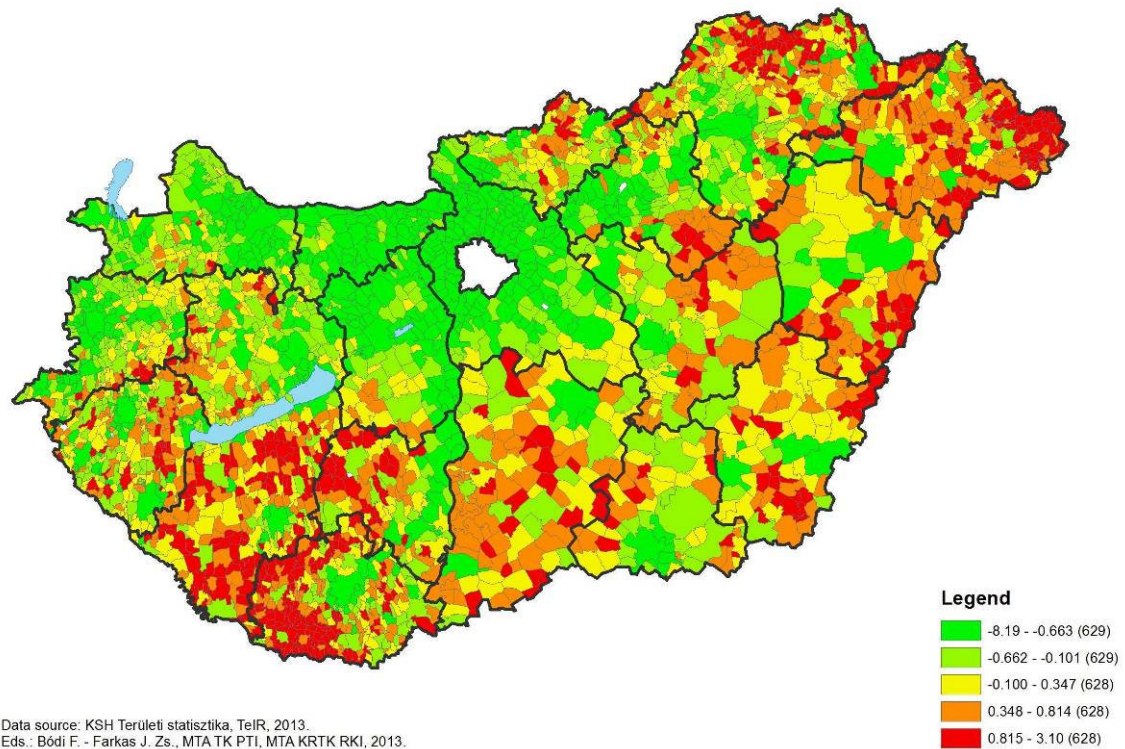 Legend
-8.19 - -0.663 (629)
-0.662 - -0.101 (629)
-0.100 - 0.347 (628)
0.348 - 0.814 (628)
0.815 - 3.10 (628)
Data source: KSH Területi statisztika, TeIR, 2013.
Eds.: Bódi F. - Farkas J. Zs., MTA TK PTI, MTA KRTK RKI, 2013.